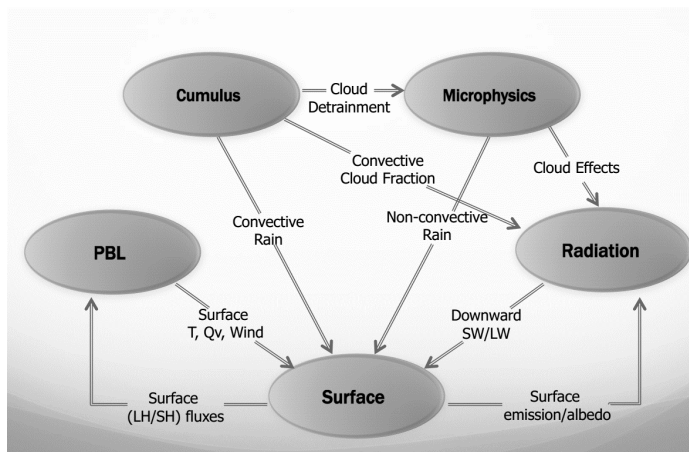 Cumulus
Cloud
Detrainment
Microphysics
Convective
Cloud Fraction
Cloud Effects
Convective
Rain
Non-convective
Rain
PBL
Radiation
Surface
T, Qv, Wind
Downward
SW/LW
Surface
(LH/SH) fluxes
Surface
Surface
emission/albedo